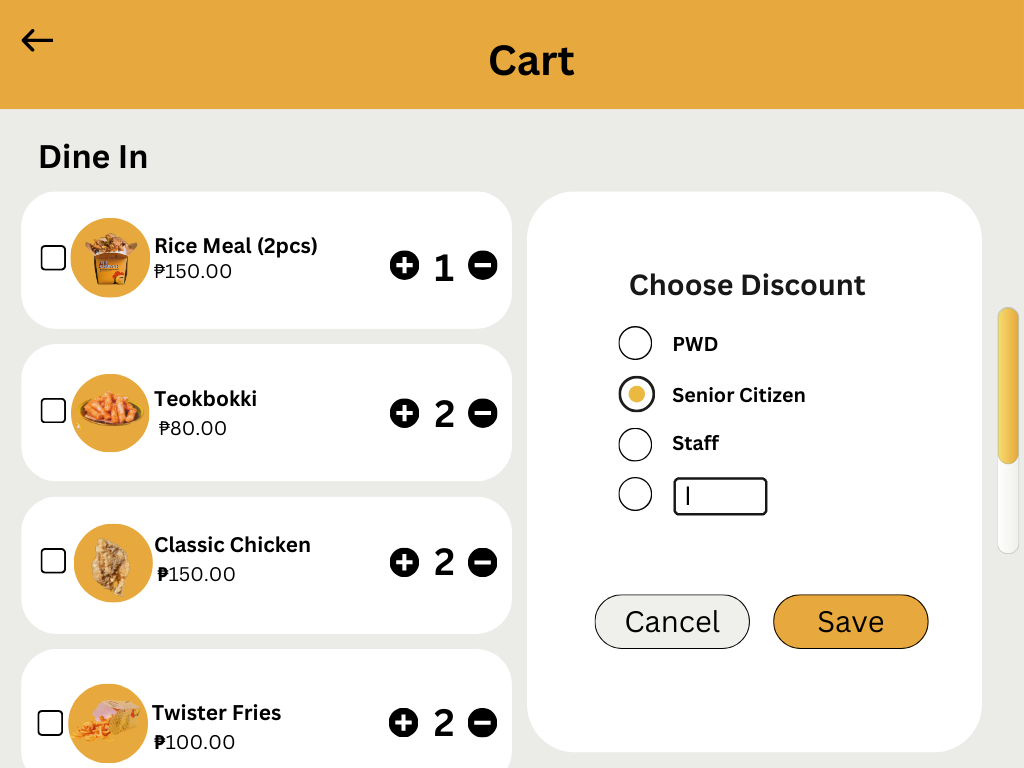 Cart
Dine In
Rice Meal (2pcs)
₱150.00
1
Teokbokki
₱80.00
2
Classic Chicken
₱150.00
2
Twister Fries
₱100.00
2
Choose Discount
PWD
Senior Citizen
Staff
Cancel
Save